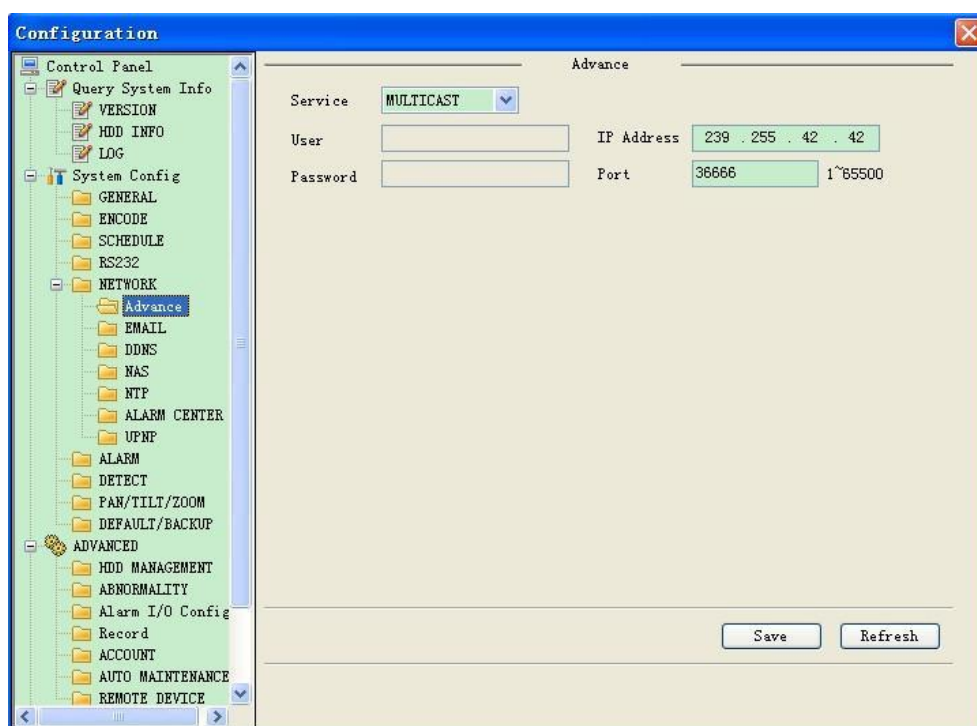 Configuration
Control Panel
Query System Info
VERSION
HDD INFO
LOG
System Config
GENERAL
ENCODE
SCHEDULE
RS232
NETWORK
Advance
EMAIL
DDNS
NAS
NTP
ALARM CENTER
UPNP
ALARM
DETECT
PAN/TILT/ZOOM
DEFAULT/BACKUP
ADVANCED
HDD MANAGEMENT
ABNORMALITY
Alarm I/O Config
Record
ACCOUNT
AUTO MAINTENANCE
REMOTE DEVICE
Advance
Service MULTICAST
User IP Address 239 . 255 . 42 . 42
Password Port 36666 1~65500
Save Refresh